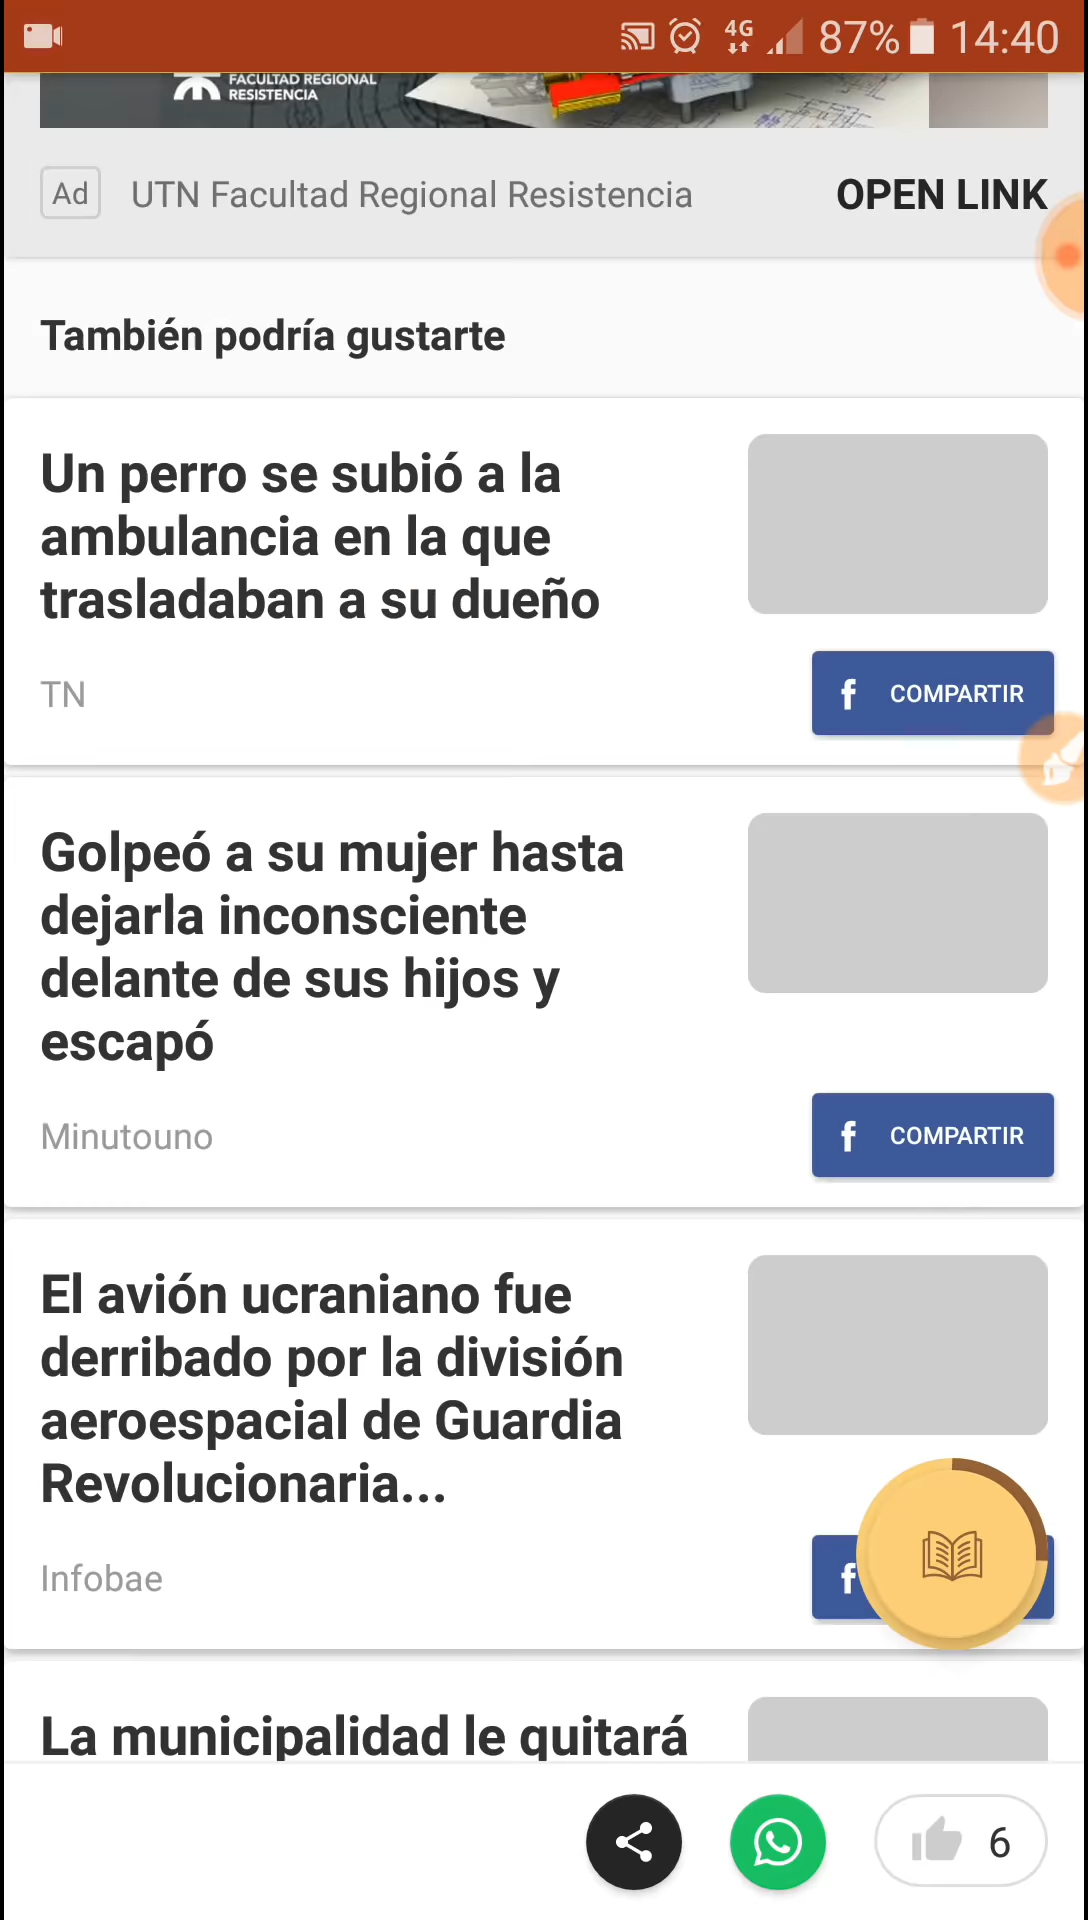 4G 87% 14:40
FACULTAD REGIONAL
RESISTENCIA
Ad UTN Facultad Regional Resistencia OPEN LINK
También podría gustarte
Un perro se subió a la
ambulancia en la que
trasladaban a su dueño
TN
f COMPARTIR
Golpeó a su mujer hasta
dejarla inconsciente
delante de sus hijos y
escapó
Minutouno
f COMPARTIR
El avión ucraniano fue
derribado por la división
aeroespacial de Guardia
Revolucionaria...
Infobae
f
La municipalidad le quitará
6